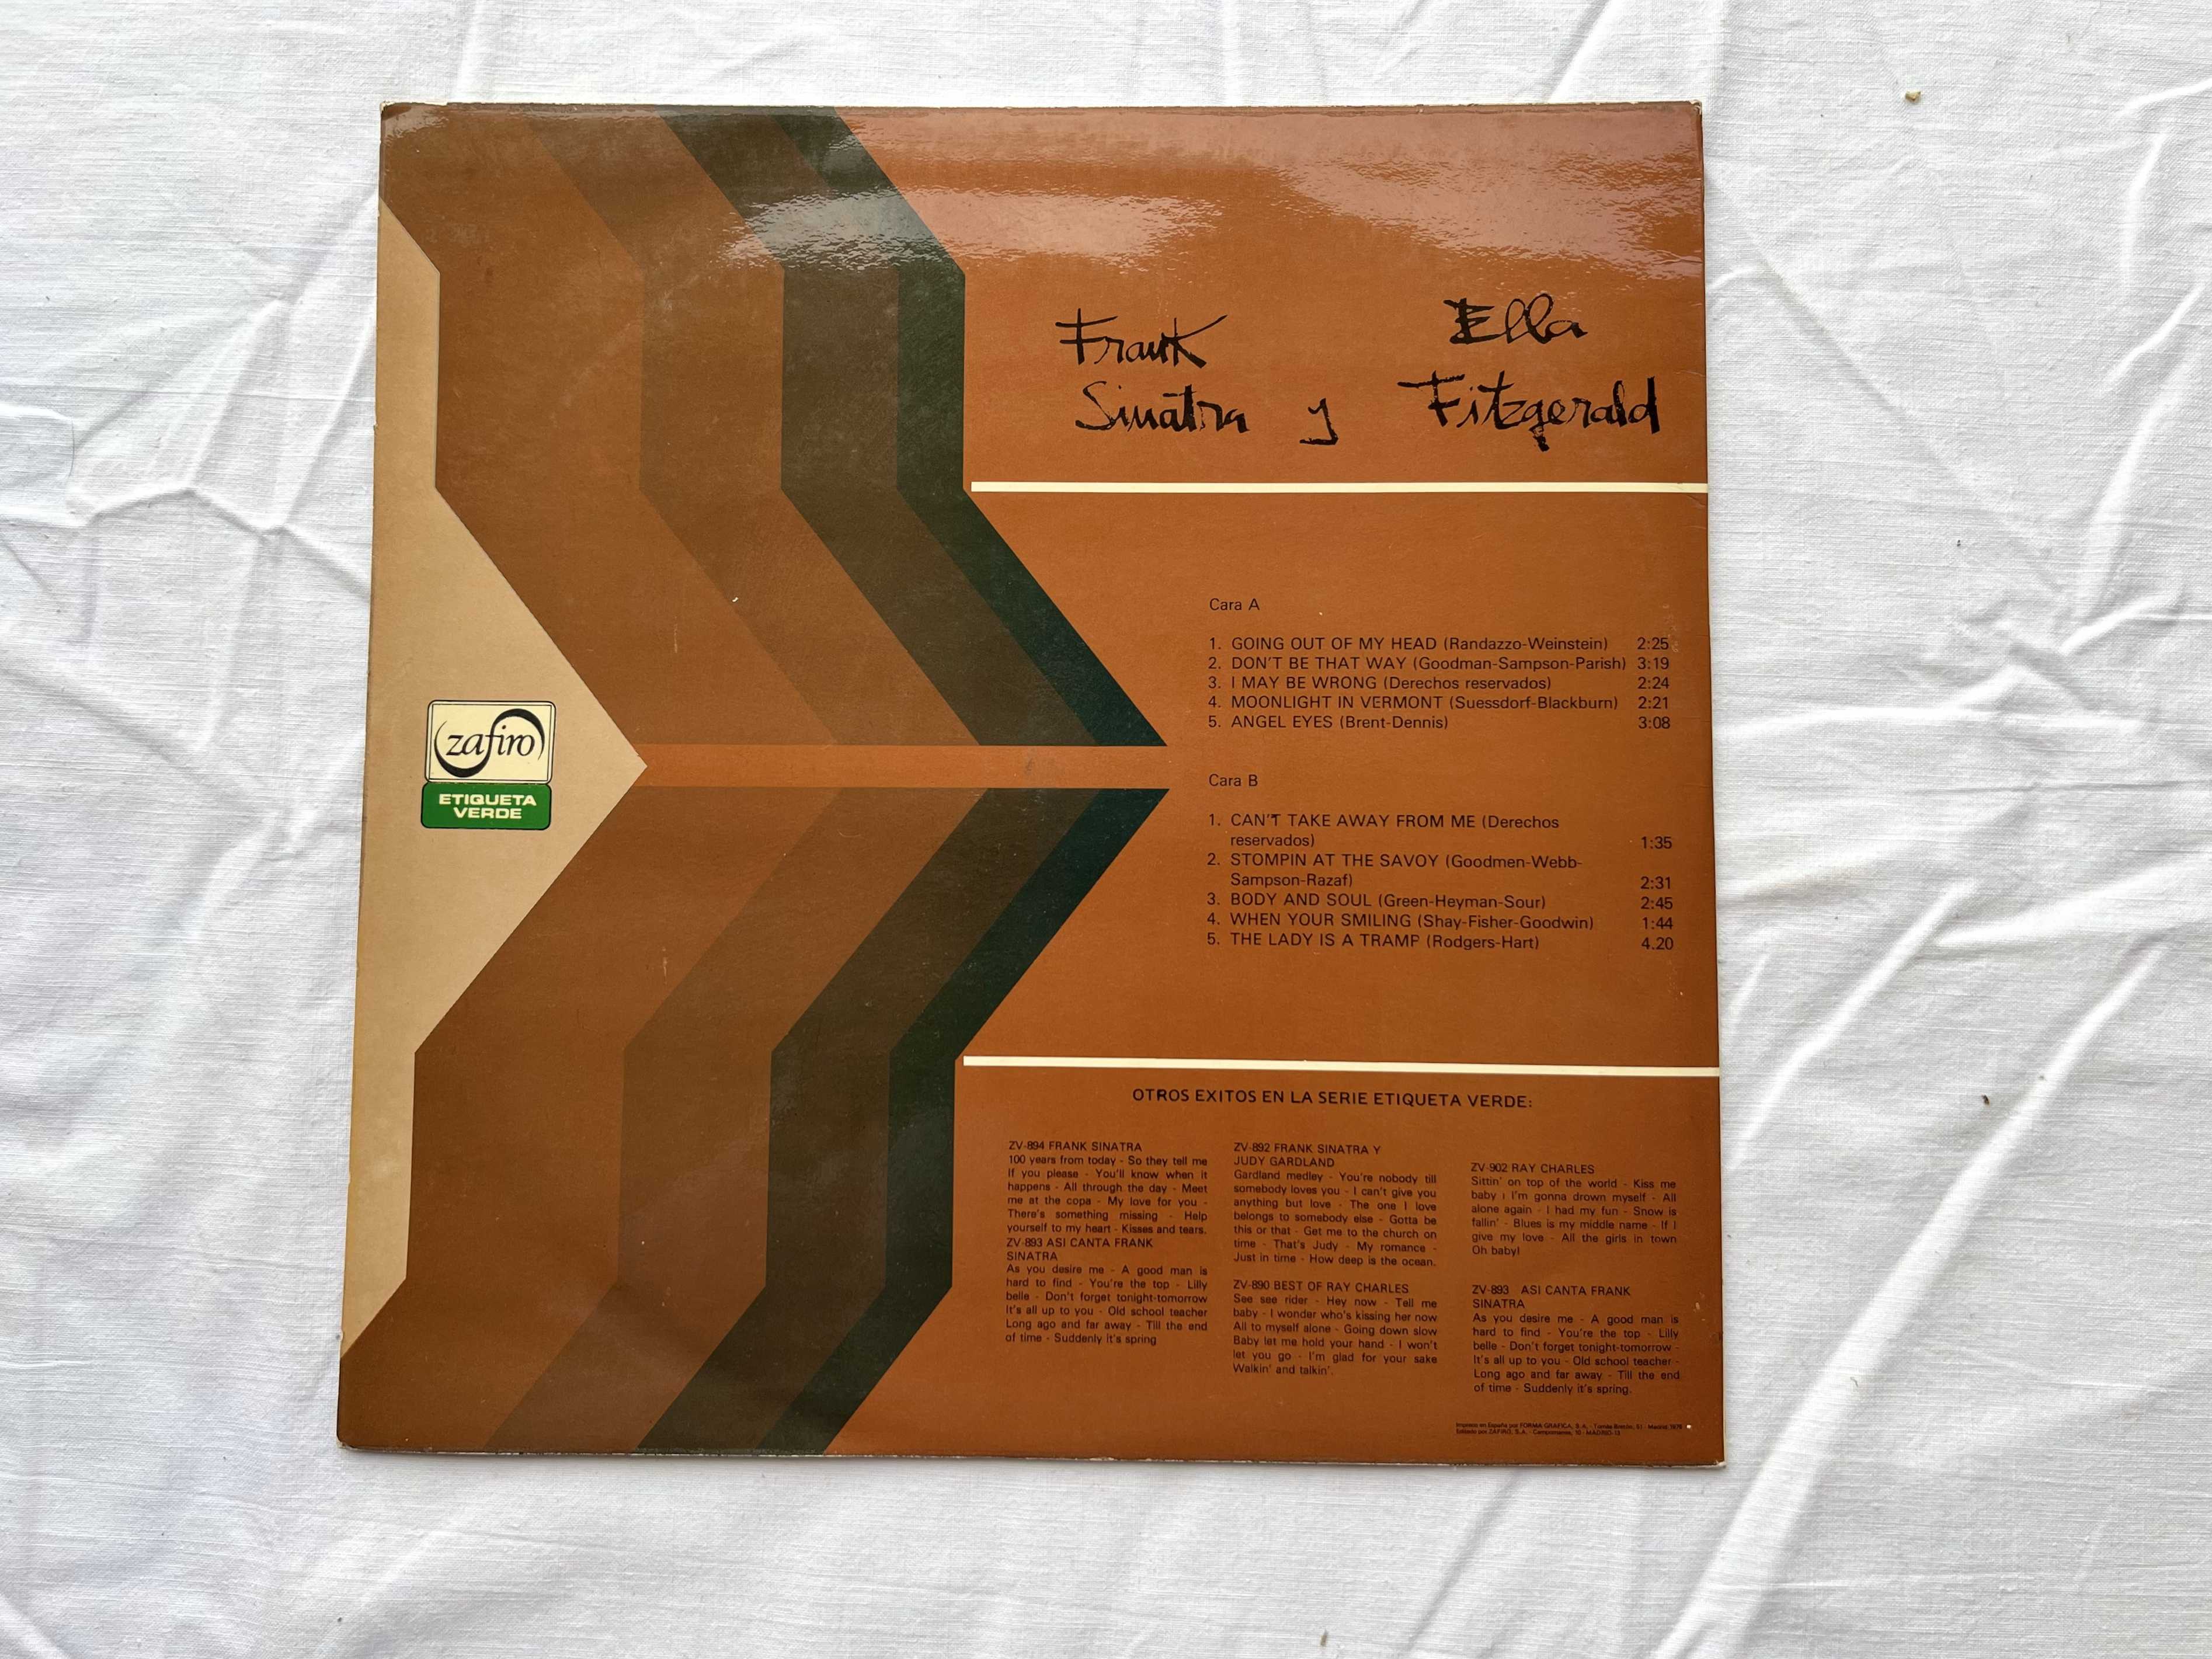 Frank
Sinatra y
Ella
Fitzgerald
Cara A
1. GOING OUT OF MY HEAD (Randazzo-Weinstein) 2:25
2. DON'T BE THAT WAY (Goodman-Sampson-Parish) 3:19
3. I MAY BE WRONG (Derechos reservados) 2:24
4. MOONLIGHT IN VERMONT (Suessdorf-Blackburn) 2:21
5. ANGEL EYES (Brent-Dennis) 3:08
zafiro
ETIQUETA
VERDE
Cara B
1. CAN'T TAKE AWAY FROM ME (Derechos
reservados) 1:35
2. STOMPIN AT THE SAVOY (Goodmen-Webb-
Sampson-Razaf) 2:31
3. BODY AND SOUL (Green-Heyman-Sour) 2:45
4. WHEN YOUR SMILING (Shay-Fisher-Goodwin) 1:44
5. THE LADY IS A TRAMP (Rodgers-Hart) 4.20
OTROS EXITOS EN LA SERIE ETIQUETA VERDE:
ZV-894 FRANK SINATRA
100 years from today - So they tell me
If you please - You'll know when it
happens - All through the day - Meet
me at the copa - My love for you -
There's something missing - Help
yourself to my heart - Kisses and tears.
ZV-893 ASI CANTA FRANK
SINATRA
As you desire me - A good man is
hard to find - You're the top - Lilly
belle - Don't forget tonight-tomorrow
It's all up to you - Old school teacher
Long ago and far away - Till the end
of time - Suddenly it's spring
ZV-892 FRANK SINATRA Y
JUDY GARDLAND
Gardland medley - You're nobody till
somebody loves you - I can't give you
anything but love - The one I love
belongs to somebody else - Gotta be
this or that - Get me to the church on
time - That's Judy - My romance -
Just in time - How deep is the ocean.
ZV-890 BEST OF RAY CHARLES
See see rider - Hey now - Tell me
baby - I wonder who's kissing her now
All to myself alone - Going down slow
Baby let me hold your hand - I won't
let you go - I'm glad for your sake
Walkin' and talkin'.
ZV-902 RAY CHARLES
Sittin' on top of the world - Kiss me
baby i I'm gonna drown myself - All
alone again - I had my fun - Snow is
fallin' - Blues is my middle name - If I
give my love - All the girls in town
Oh baby!
ZV-893 ASI CANTA FRANK
SINATRA
As you desire me - A good man is
hard to find - You're the top - Lilly
belle - Don't forget tonight-tomorrow -
It's all up to you - Old school teacher -
Long ago and far away - Till the end
of time - Suddenly it's spring.
Impreso en España por FORMA GRAFICA, S.A. - Tomás Bretón, 51 - Madrid,
Editado por ZAFIRO, S.A. - Campomanes, 10 - MADRID-13